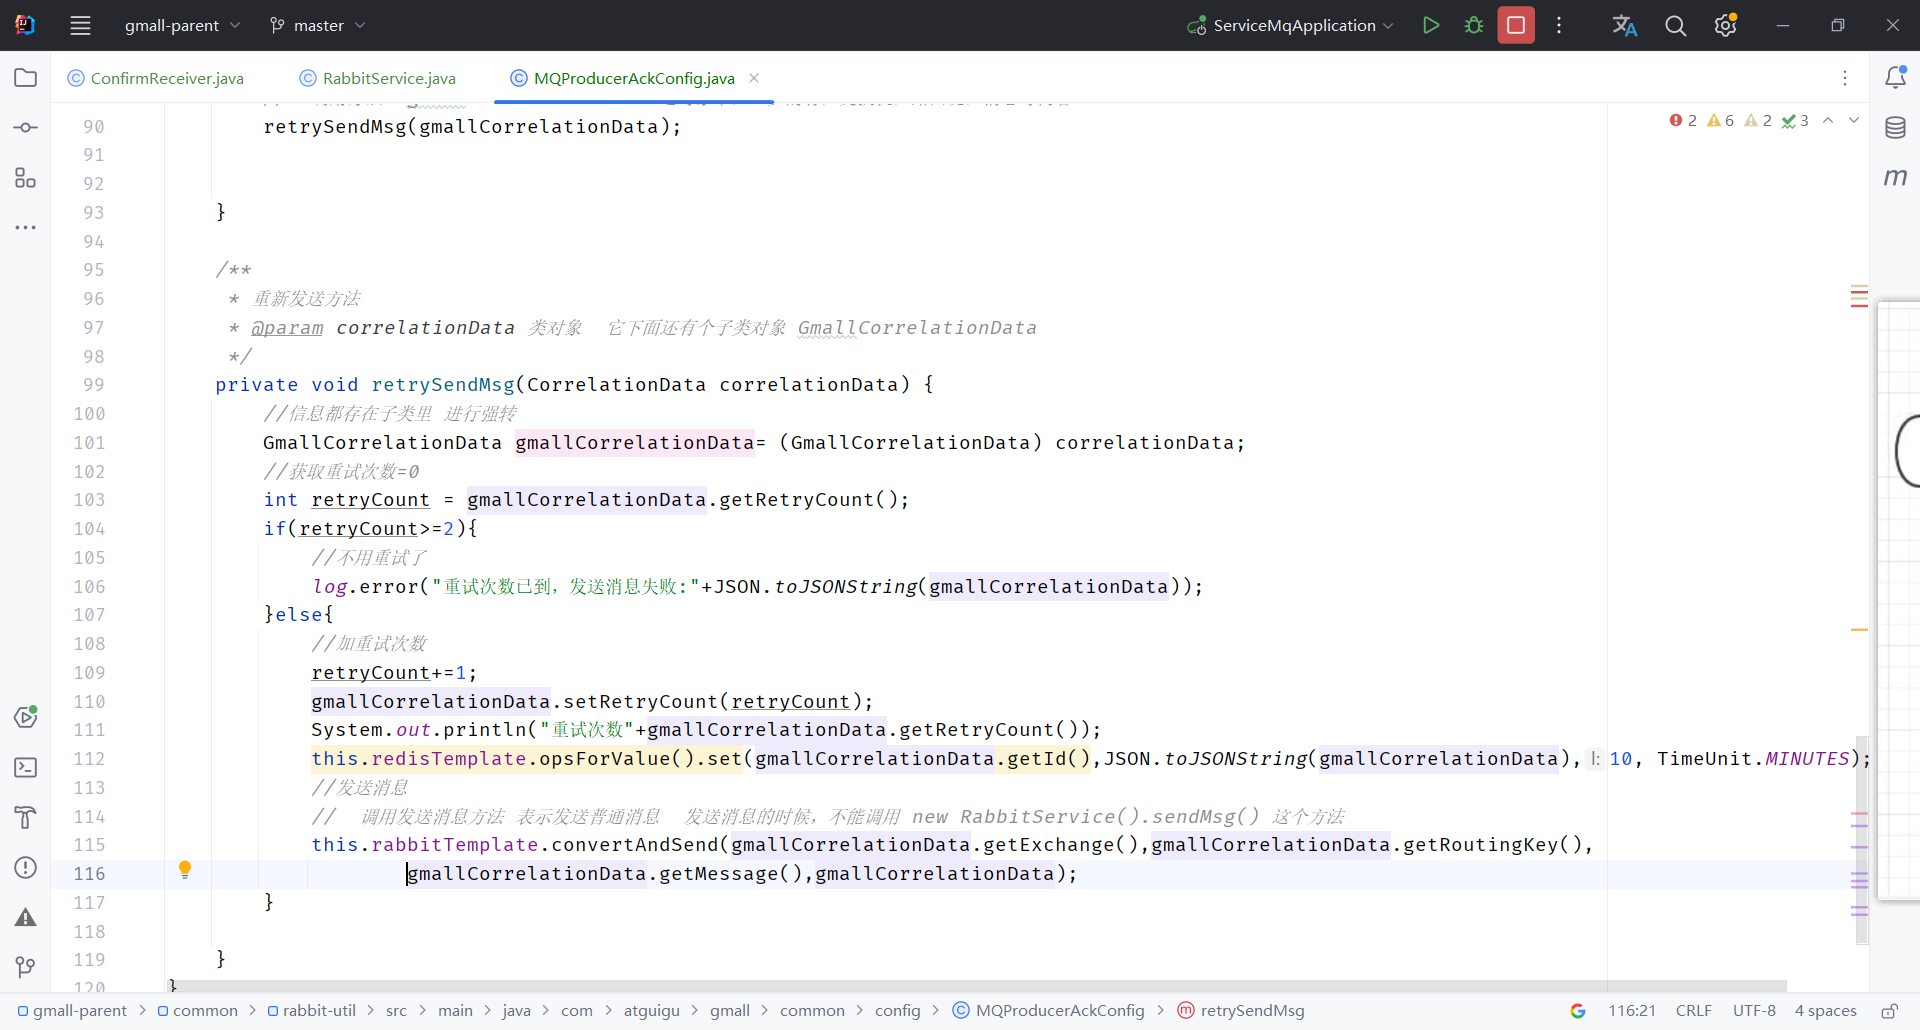 gmall-parent
master
ServiceMqApplication
ConfirmReceiver.java
RabbitService.java
MQProducerAckConfig.java
90 retrySendMsg(gmallCorrelationData);
2 6 2 3
91
92
93 }
94
95 /**
96 * 重新发送方法
97 * @param correlationData 类对象 它下面还有个子类对象 GmallCorrelationData
98 */
99 private void retrySendMsg(CorrelationData correlationData) {
100 //信息都存在子类里 进行强转
101 GmallCorrelationData gmallCorrelationData= (GmallCorrelationData) correlationData;
102 //获取重试次数=0
103 int retryCount = gmallCorrelationData.getRetryCount();
104 if(retryCount>=2){
105 //不用重试了
106 log.error("重试次数已到，发送消息失败:"+JSON.toJSONString(gmallCorrelationData));
107 }else{
108 //加重试次数
109 retryCount+=1;
110 gmallCorrelationData.setRetryCount(retryCount);
111 System.out.println("重试次数"+gmallCorrelationData.getRetryCount());
112 this.redisTemplate.opsForValue().set(gmallCorrelationData.getId(),JSON.toJSONString(gmallCorrelationData), l: 10, TimeUnit.MINUTES);
113 //发送消息
114 // 调用发送消息方法 表示发送普通消息 发送消息的时候，不能调用 new RabbitService().sendMsg() 这个方法
115 this.rabbitTemplate.convertAndSend(gmallCorrelationData.getExchange(),gmallCorrelationData.getRoutingKey(),
116 gmallCorrelationData.getMessage(),gmallCorrelationData);
117 }
118
119 }
120 }
gmall-parent > common > rabbit-util > src > main > java > com > atguigu > gmall > common > config > MQProducerAckConfig > retrySendMsg
116:21 CRLF UTF-8 4 spaces